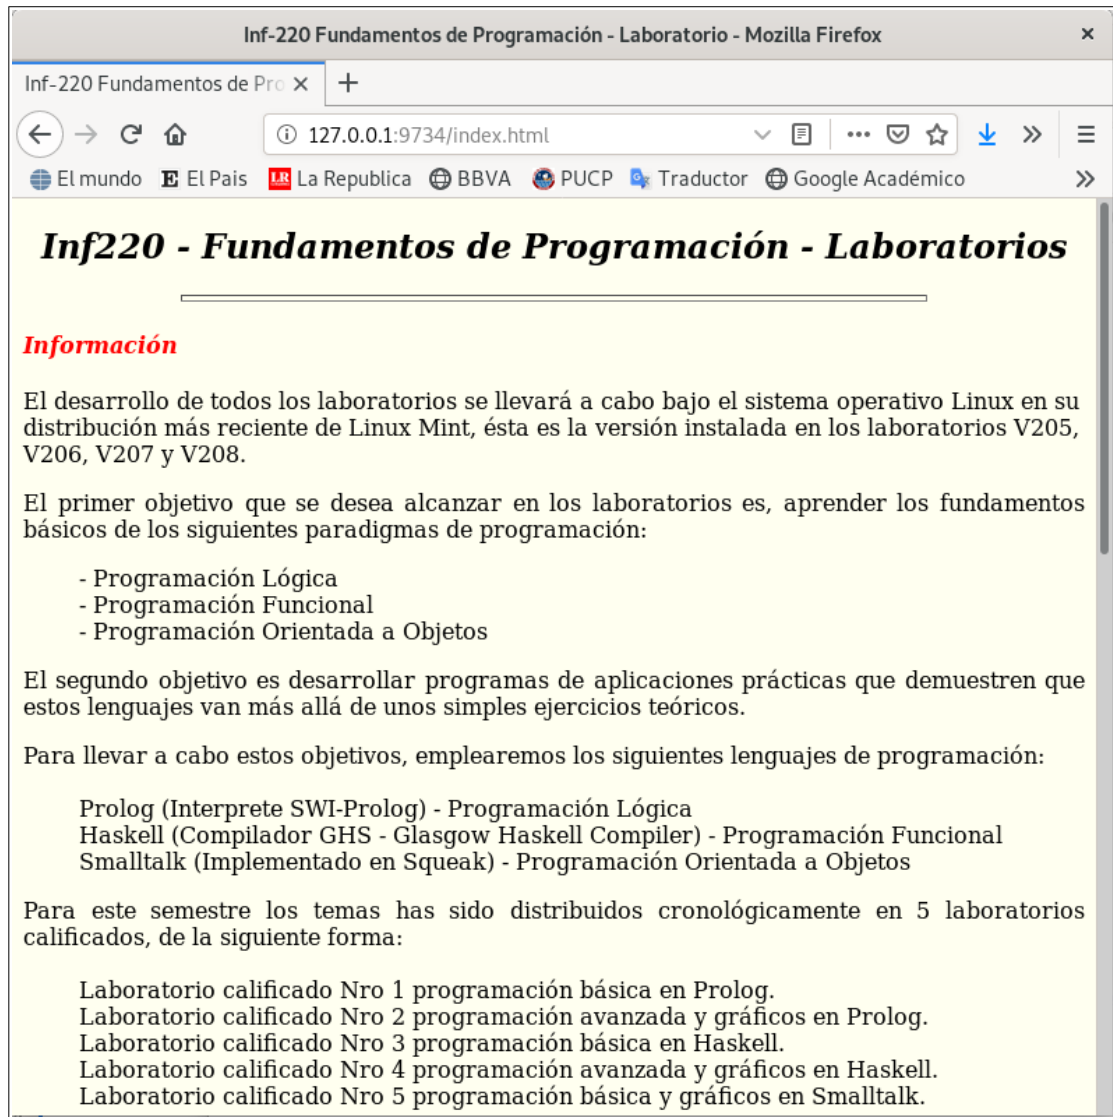 Inf-220 Fundamentos de Programación - Laboratorio - Mozilla Firefox
Inf-220 Fundamentos de Pro
127.0.0.1:9734/index.html
El mundo El Pais La Republica BBVA PUCP Traductor Google Académico
Inf220 - Fundamentos de Programación - Laboratorios
Información
El desarrollo de todos los laboratorios se llevará a cabo bajo el sistema operativo Linux en su
distribución más reciente de Linux Mint, ésta es la versión instalada en los laboratorios V205,
V206, V207 y V208.
El primer objetivo que se desea alcanzar en los laboratorios es, aprender los fundamentos
básicos de los siguientes paradigmas de programación:
- Programación Lógica
- Programación Funcional
- Programación Orientada a Objetos
El segundo objetivo es desarrollar programas de aplicaciones prácticas que demuestren que
estos lenguajes van más allá de unos simples ejercicios teóricos.
Para llevar a cabo estos objetivos, emplearemos los siguientes lenguajes de programación:
Prolog (Interprete SWI-Prolog) - Programación Lógica
Haskell (Compilador GHS - Glasgow Haskell Compiler) - Programación Funcional
Smalltalk (Implementado en Squeak) - Programación Orientada a Objetos
Para este semestre los temas has sido distribuidos cronológicamente en 5 laboratorios
calificados, de la siguiente forma:
Laboratorio calificado Nro 1 programación básica en Prolog.
Laboratorio calificado Nro 2 programación avanzada y gráficos en Prolog.
Laboratorio calificado Nro 3 programación básica en Haskell.
Laboratorio calificado Nro 4 programación avanzada y gráficos en Haskell.
Laboratorio calificado Nro 5 programación básica y gráficos en Smalltalk.